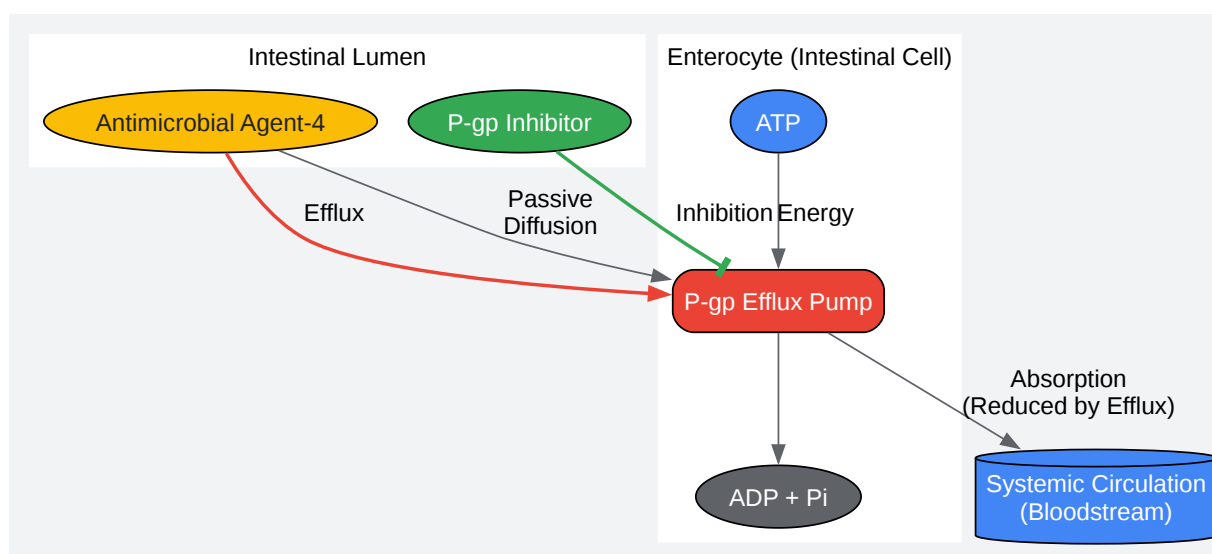 Intestinal Lumen
Enterocyte (Intestinal Cell)
Antimicrobial Agent-4
P-gp Inhibitor
ATP
Efflux
Passive
Diffusion
Inhibition
Energy
P-gp Efflux Pump
Absorption
(Reduced by Efflux)
ADP + Pi
Systemic Circulation
(Bloodstream)